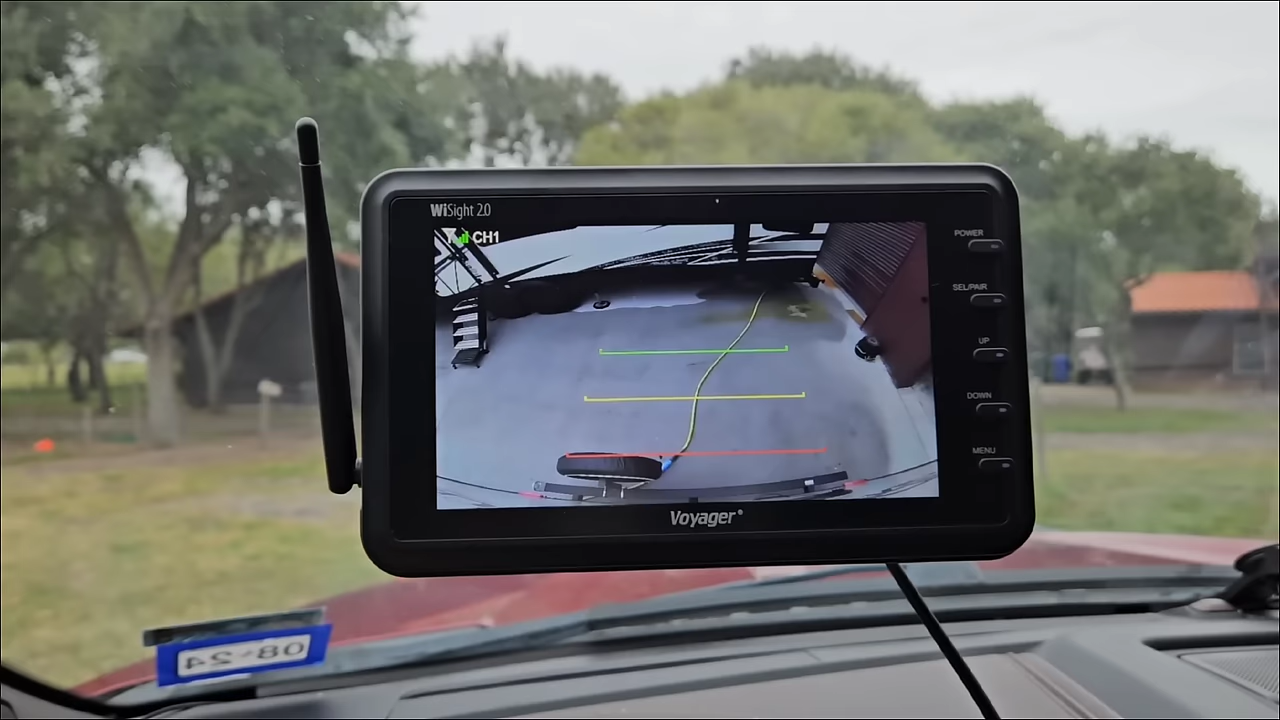 WiSight 2.0
CH1
POWER
SEL/PAIR
UP
DOWN
MENU
Voyager®
08-24